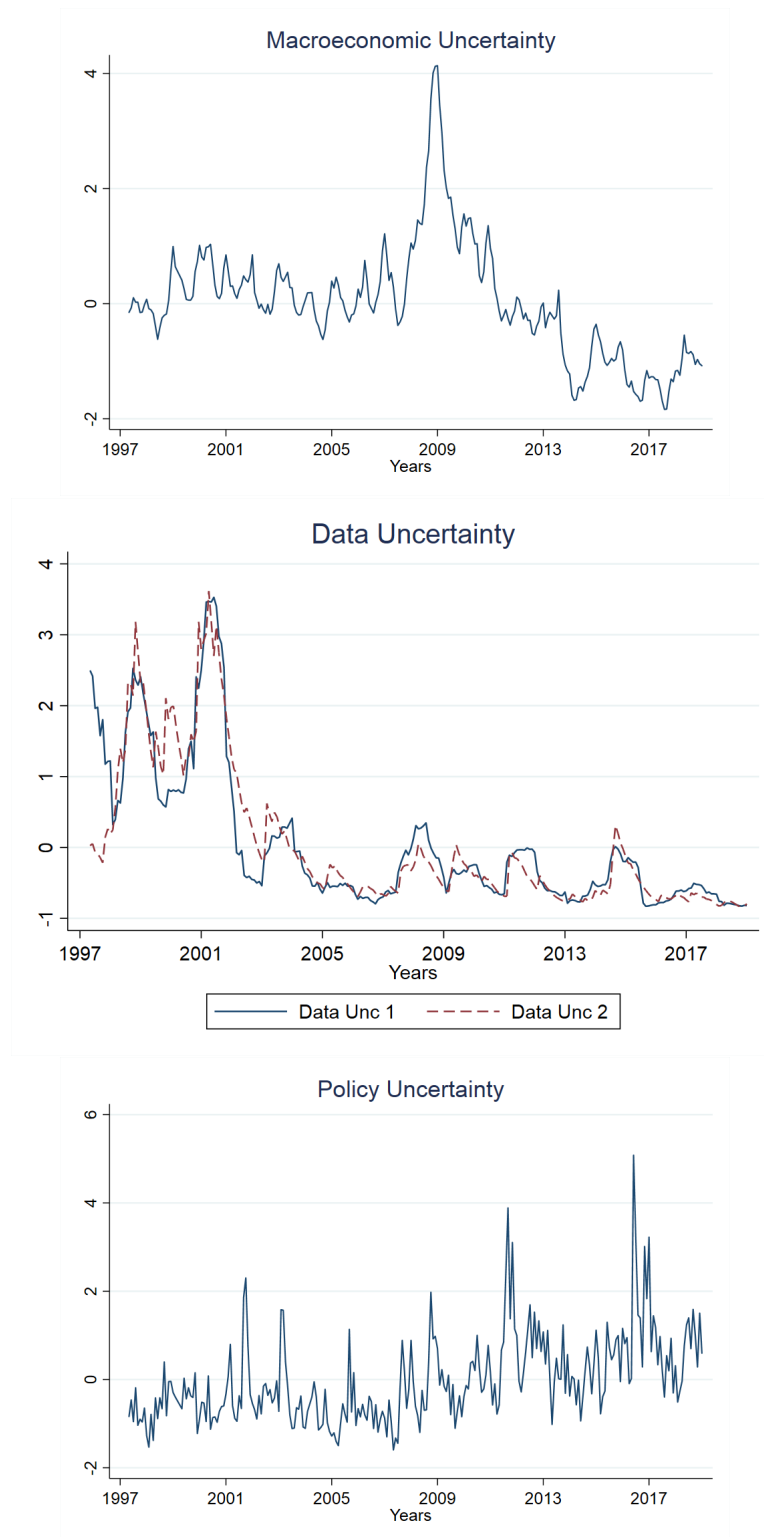 Macroeconomic Uncertainty
4
2
0
-2
1997 2001 2005 2009 2013 2017
Years
Data Uncertainty
4
3
2
1
0
-1
1997 2001 2005 2009 2013 2017
Years
Data Unc 1 Data Unc 2
Policy Uncertainty
6
4
2
0
-2
1997 2001 2005 2009 2013 2017
Years